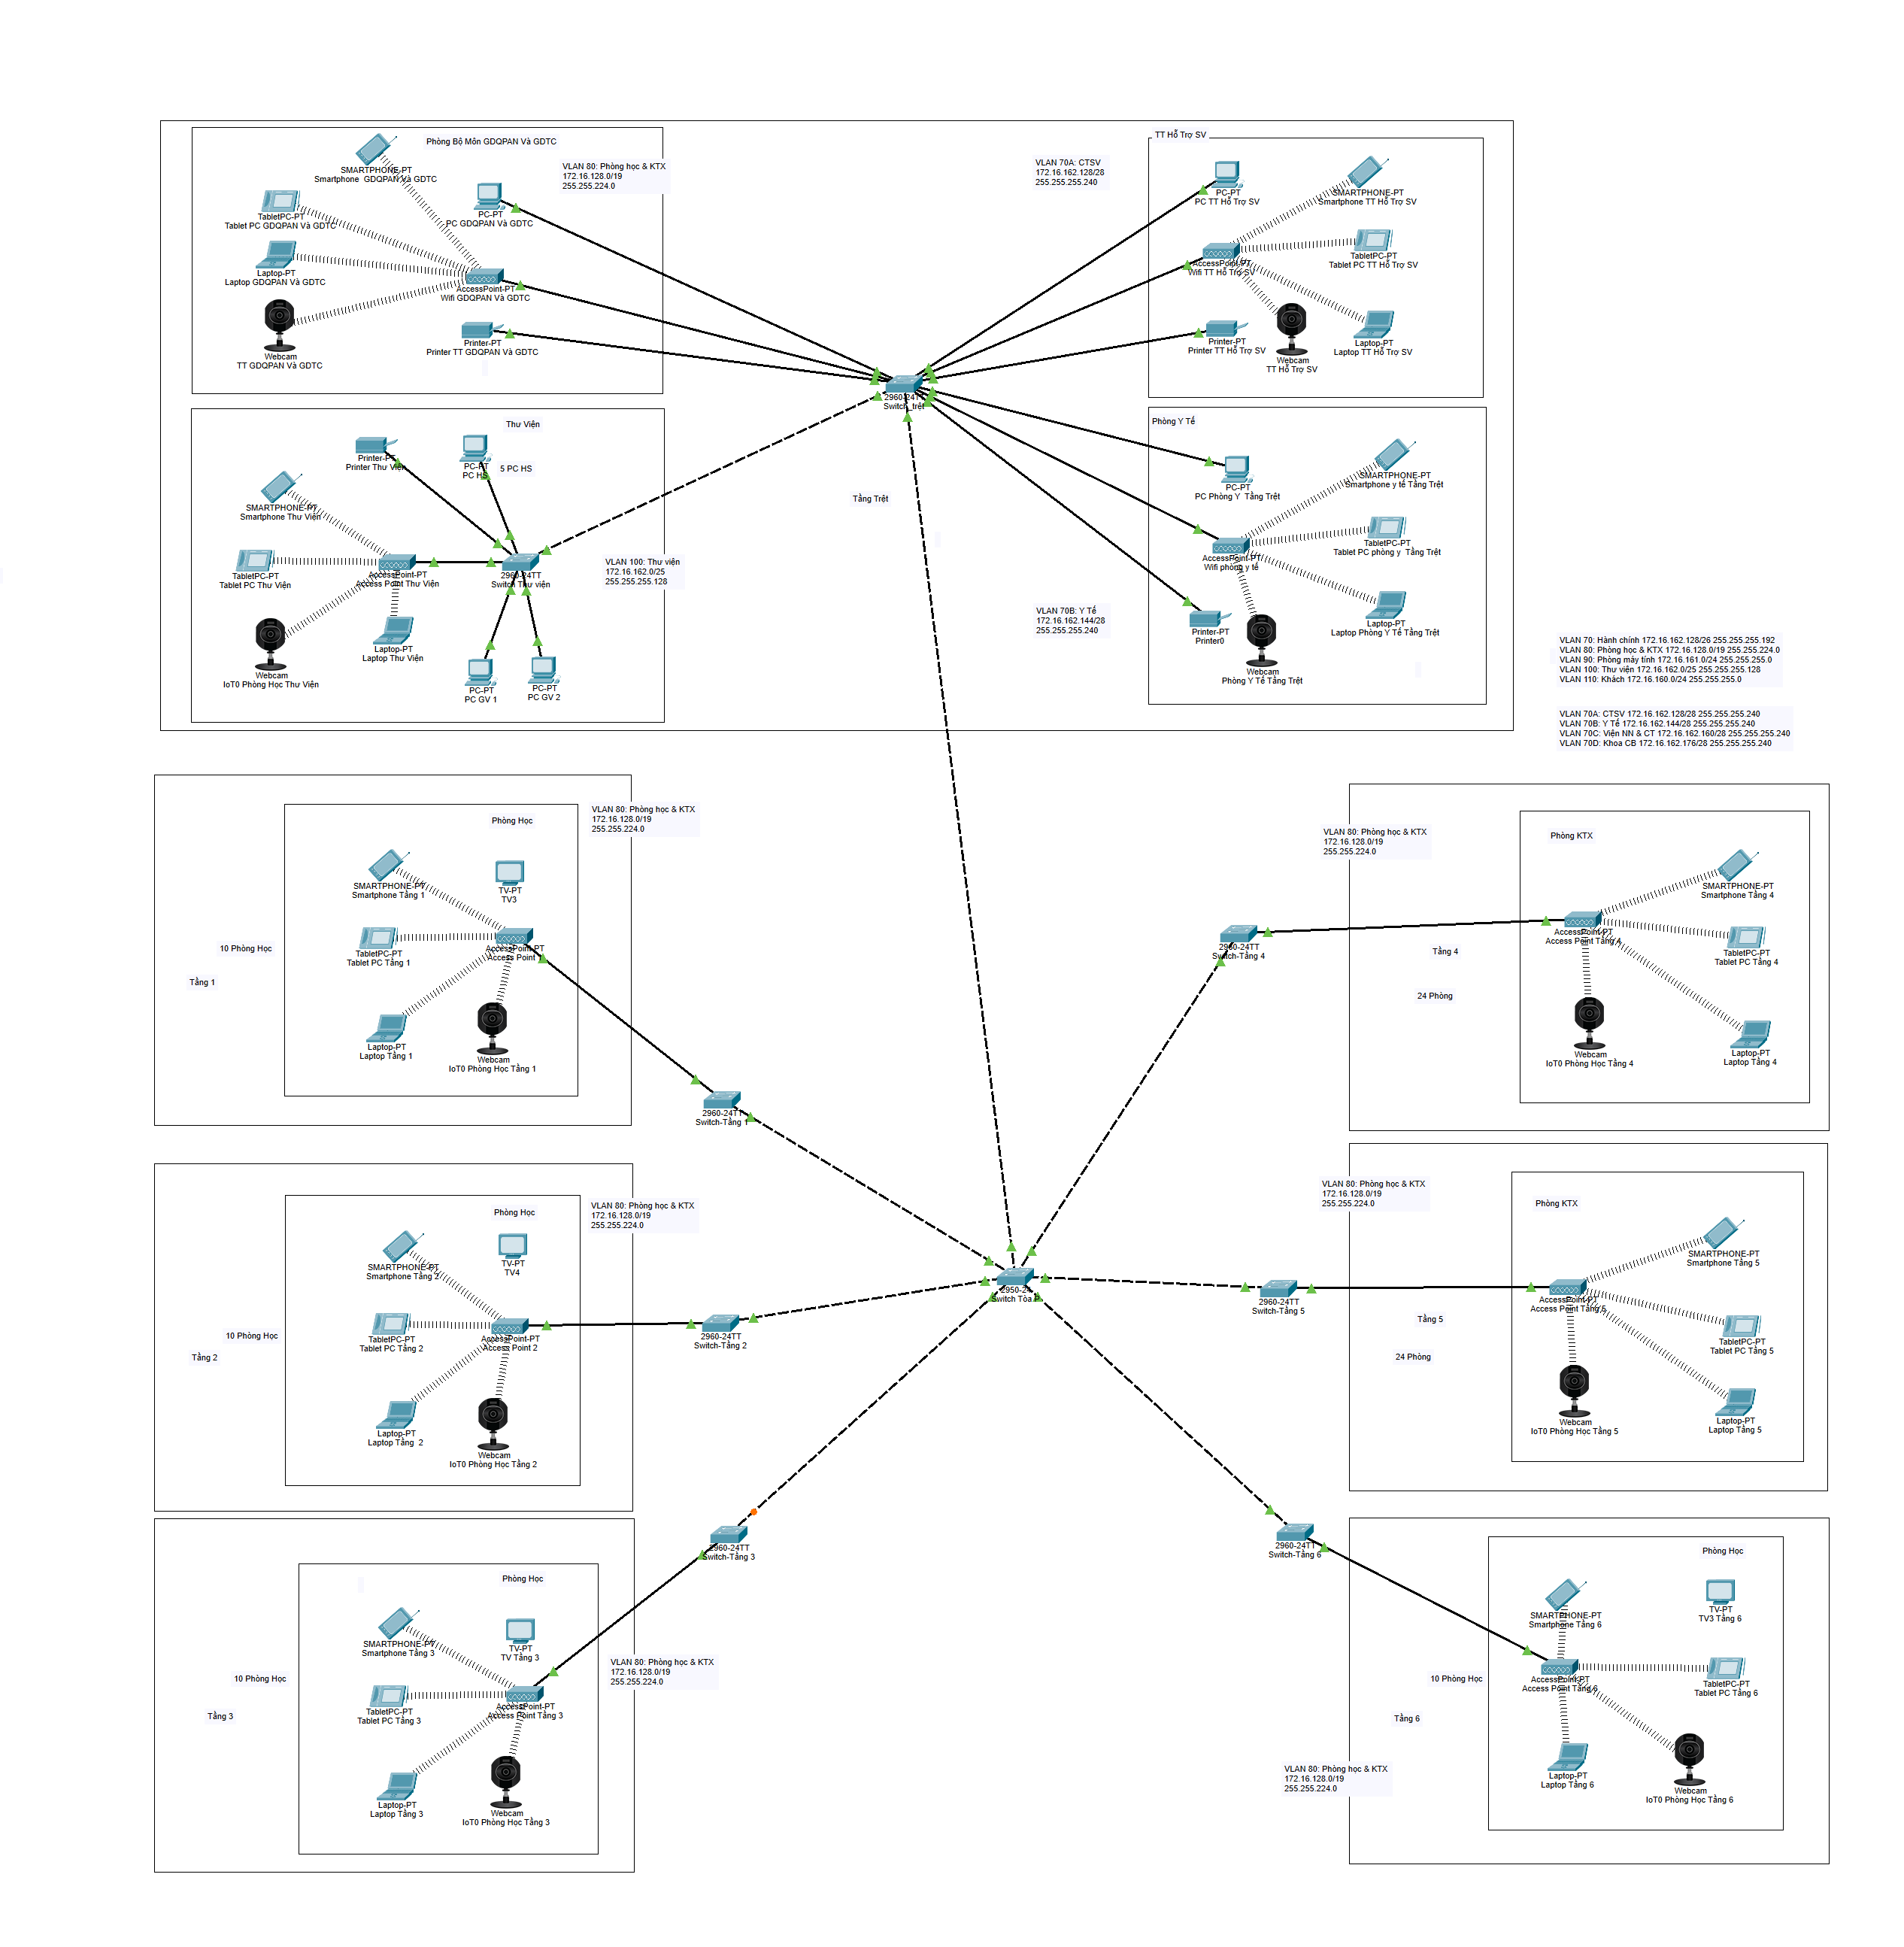 Phòng Bộ Môn GDQPAN Và GDTC
SMARTPHONE-PT
Smartphone GDQPAN Và GDTC
VLAN 80: Phòng học & KTX
172.16.128.0/19
255.255.224.0
TabletPC-PT
Tablet PC GDQPAN Và GDTC
PC-PT
PC GDQPAN Và GDTC
Laptop-PT
Laptop GDQPAN Và GDTC
AccessPoint-PT
Wifi GDQPAN Và GDTC
Webcam
TT GDQPAN Và GDTC
Printer-PT
Printer TT GDQPAN Và GDTC
TT Hỗ Trợ SV
VLAN 70A: CTSV
172.16.162.128/28
255.255.255.240
PC-PT
PC TT Hỗ Trợ SV
SMARTPHONE-PT
Smartphone TT Hỗ Trợ SV
AccessPoint-PT
Wifi TT Hỗ Trợ SV
TabletPC-PT
Tablet PC TT Hỗ Trợ SV
Printer-PT
Printer TT Hỗ Trợ SV
Webcam
TT Hỗ Trợ SV
Laptop-PT
Laptop TT Hỗ Trợ SV
2960-24TT
Switch_trệt
Thư Viện
Printer-PT
Printer Thư Viện
PC-PT
PC HS
5 PC HS
SMARTPHONE-PT
Smartphone Thư Viện
TabletPC-PT
Tablet PC Thư Viện
AccessPoint-PT
Access Point Thư Viện
2960-24TT
Switch Thư viện
VLAN 100: Thư viện
172.16.162.0/25
255.255.255.128
Webcam
IoT0 Phòng Học Thư Viện
Laptop-PT
Laptop Thư Viện
PC-PT
PC GV 1
PC-PT
PC GV 2
Tầng Trệt
Phòng Y Tế
PC-PT
PC Phòng Y  Tầng Trệt
SMARTPHONE-PT
Smartphone y tế Tầng Trệt
AccessPoint-PT
Wifi phòng y tế
TabletPC-PT
Tablet PC phòng y  Tầng Trệt
VLAN 70B: Y Tế
172.16.162.144/28
255.255.255.240
Printer-PT
Printer0
Webcam
Phòng Y Tế Tầng Trệt
Laptop-PT
Laptop Phòng Y Tế Tầng Trệt
VLAN 70: Hành chính 172.16.162.128/26 255.255.255.192
VLAN 80: Phòng học & KTX 172.16.128.0/19 255.255.224.0
VLAN 90: Phòng máy tính 172.16.161.0/24 255.255.255.0
VLAN 100: Thư viện 172.16.162.0/25 255.255.255.128
VLAN 110: Khách 172.16.160.0/24 255.255.255.0
VLAN 70A: CTSV 172.16.162.128/28 255.255.255.240
VLAN 70B: Y Tế 172.16.162.144/28 255.255.255.240
VLAN 70C: Viện NN & CT 172.16.162.160/28 255.255.255.240
VLAN 70D: Khoa CB 172.16.162.176/28 255.255.255.240
Phòng Học
VLAN 80: Phòng học & KTX
172.16.128.0/19
255.255.224.0
SMARTPHONE-PT
Smartphone Tầng 1
TV-PT
TV3
10 Phòng Học
Tầng 1
TabletPC-PT
Tablet PC Tầng 1
AccessPoint-PT
Access Point
Laptop-PT
Laptop Tầng 1
Webcam
IoT0 Phòng Học Tầng 1
2960-24TT
Switch-Tầng 1
VLAN 80: Phòng học & KTX
172.16.128.0/19
255.255.224.0
Phòng KTX
SMARTPHONE-PT
Smartphone Tầng 4
2960-24TT
Switch-Tầng 4
AccessPoint-PT
Access Point Tầng 4
TabletPC-PT
Tablet PC Tầng 4
Tầng 4
24 Phòng
Webcam
IoT0 Phòng Học Tầng 4
Laptop-PT
Laptop Tầng 4
Phòng Học
VLAN 80: Phòng học & KTX
172.16.128.0/19
255.255.224.0
SMARTPHONE-PT
Smartphone Tầng 2
TV-PT
TV4
10 Phòng Học
Tầng 2
TabletPC-PT
Tablet PC Tầng 2
AccessPoint-PT
Access Point 2
Laptop-PT
Laptop Tầng  2
Webcam
IoT0 Phòng Học Tầng 2
2960-24TT
Switch-Tầng 2
2950-24
Switch Tòa
VLAN 80: Phòng học & KTX
172.16.128.0/19
255.255.224.0
Phòng KTX
SMARTPHONE-PT
Smartphone Tầng 5
2960-24TT
Switch-Tầng 5
AccessPoint-PT
Access Point Tầng 5
TabletPC-PT
Tablet PC Tầng 5
Tầng 5
24 Phòng
Webcam
IoT0 Phòng Học Tầng 5
Laptop-PT
Laptop Tầng 5
2960-24TT
Switch-Tầng 3
Phòng Học
SMARTPHONE-PT
Smartphone Tầng 3
TV-PT
TV Tầng 3
VLAN 80: Phòng học & KTX
172.16.128.0/19
255.255.224.0
10 Phòng Học
Tầng 3
TabletPC-PT
Tablet PC Tầng 3
AccessPoint-PT
Access Point Tầng 3
Laptop-PT
Laptop Tầng 3
Webcam
IoT0 Phòng Học Tầng 3
2960-24TT
Switch-Tầng 6
Phòng Học
SMARTPHONE-PT
Smartphone Tầng 6
TV-PT
TV3 Tầng 6
10 Phòng Học
Tầng 6
AccessPoint-PT
Access Point Tầng 6
TabletPC-PT
Tablet PC Tầng 6
VLAN 80: Phòng học & KTX
172.16.128.0/19
255.255.224.0
Laptop-PT
Laptop Tầng 6
Webcam
IoT0 Phòng Học Tầng 6